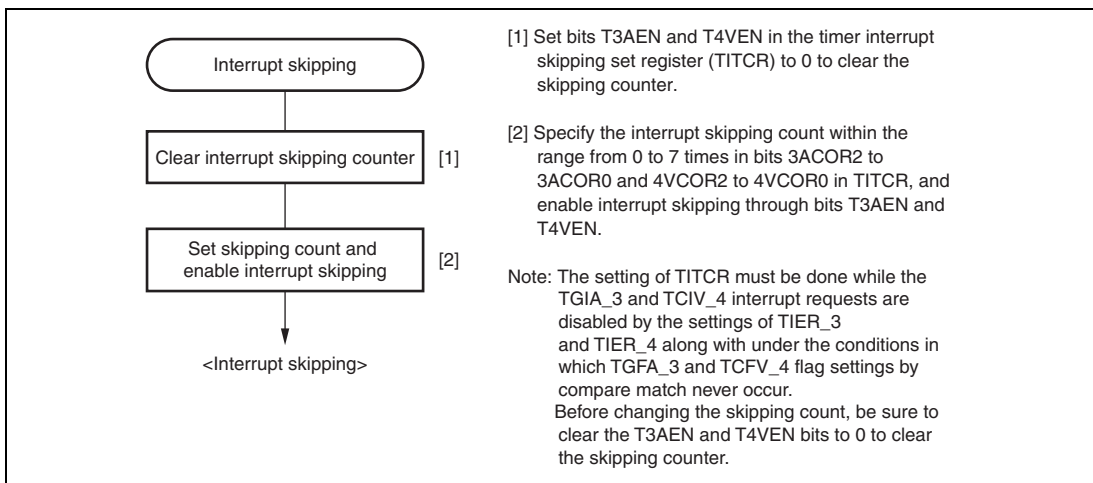 Interrupt skipping
Clear interrupt skipping counter
[1]
Set skipping count and
enable interrupt skipping
[2]
<Interrupt skipping>
[1] Set bits T3AEN and T4VEN in the timer interrupt
skipping set register (TITCR) to 0 to clear the
skipping counter.
[2] Specify the interrupt skipping count within the
range from 0 to 7 times in bits 3ACOR2 to
3ACOR0 and 4VCOR2 to 4VCOR0 in TITCR, and
enable interrupt skipping through bits T3AEN and
T4VEN.
Note: The setting of TITCR must be done while the
TGIA_3 and TCIV_4 interrupt requests are
disabled by the settings of TIER_3
and TIER_4 along with under the conditions in
which TGFA_3 and TCFV_4 flag settings by
compare match never occur.
Before changing the skipping count, be sure to
clear the T3AEN and T4VEN bits to 0 to clear
the skipping counter.